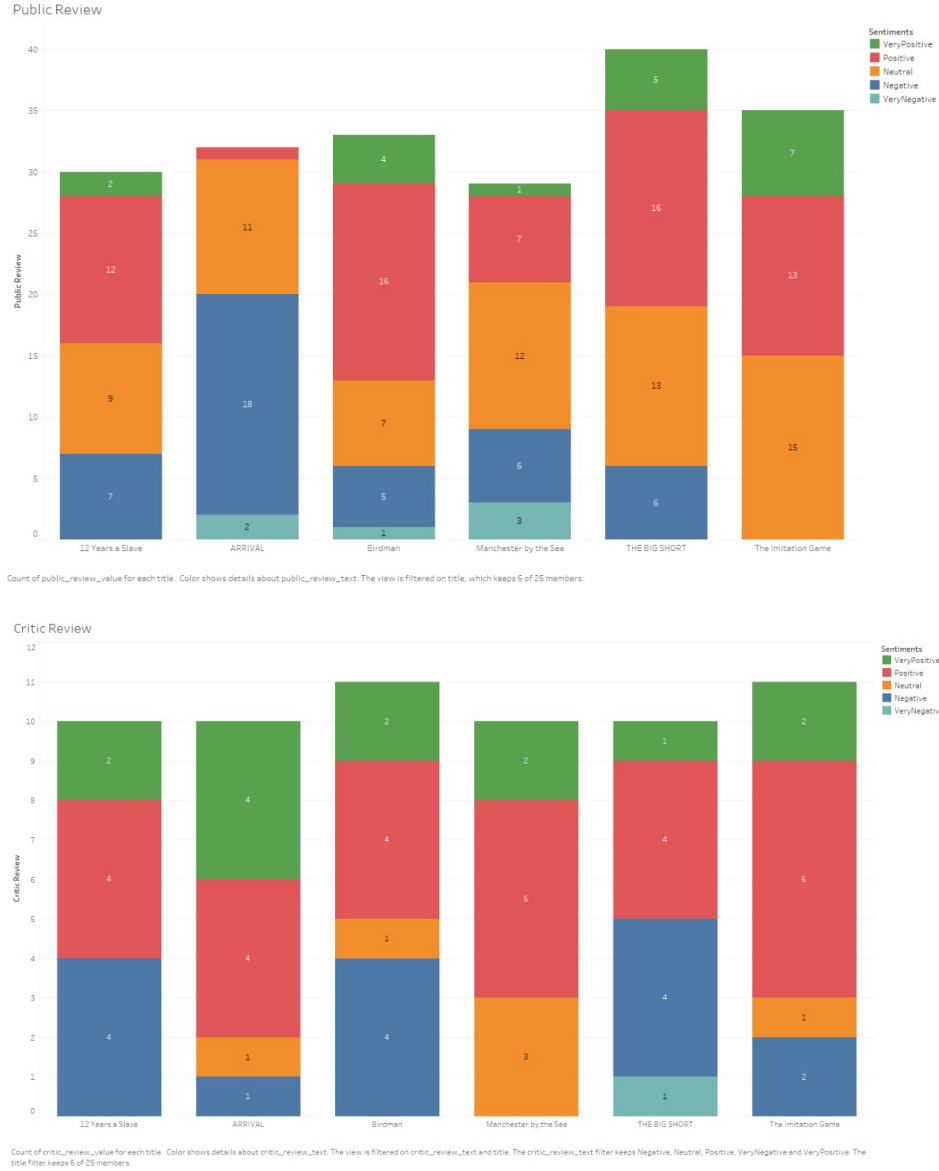 Public Review
Sentiments
VeryPositive
Positive
Neutral
Negative
VeryNegative
Public Review
40
35
30
25
20
15
10
5
0
2
12
9
7
11
18
2
4
16
7
5
1
1
7
12
6
3
5
16
13
6
7
13
15
12 Years a Slave
ARRIVAL
Birdman
Manchester by the Sea
THE BIG SHORT
The Imitation Game
Count of public_review_value for each title. Color shows details about public_review_text. The view is filtered on title, which keeps 6 of 25 members.
Critic Review
Sentiments
VeryPositive
Positive
Neutral
Negative
VeryNegative
Critic Review
12
11
10
9
8
7
6
5
4
3
2
1
0
2
4
4
4
4
1
1
2
4
1
4
2
5
3
1
4
4
1
2
6
1
2
12 Years a Slave
ARRIVAL
Birdman
Manchester by the Sea
THE BIG SHORT
The Imitation Game
Count of critic_review_value for each title. Color shows details about critic_review_text. The view is filtered on critic_review_text and title. The critic_review_text filter keeps Negative, Neutral, Positive, VeryNegative and VeryPositive. The
title filter keeps 6 of 25 members.